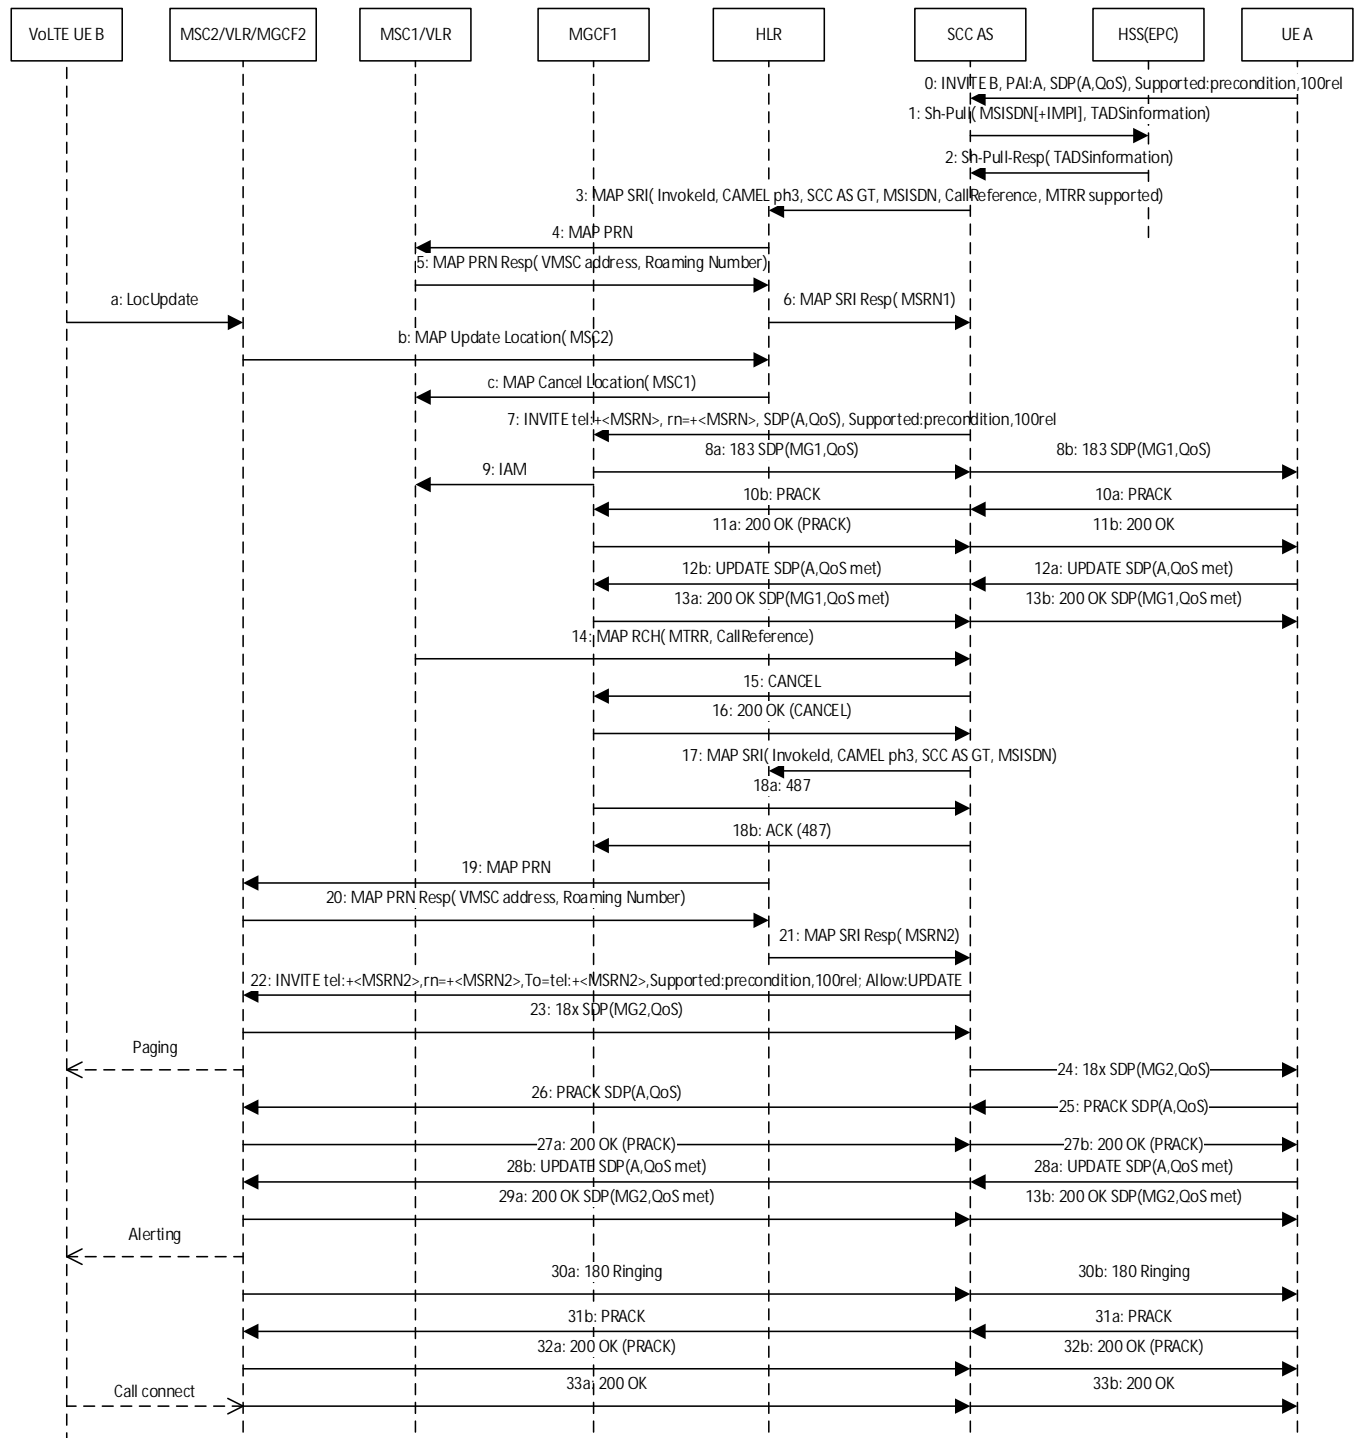 VoLTE UE B
MSC2/VLR/MGCF2
MSC1/VLR
MGCF1
HLR
SCC AS
HSS(EPC)
UE A
0: INVITE B, PAI:A, SDP(A,QoS), Supported:precondition,100rel
1: Sh-Pull( MSISDN[+IMPI], TADSinformation)
2: Sh-Pull-Resp( TADSinformation)
3: MAP SRI( InvokeId, CAMEL ph3, SCC AS GT, MSISDN, CallReference, MTRR supported)
4: MAP PRN
5: MAP PRN Resp( VMSC address, Roaming Number)
a: LocUpdate
6: MAP SRI Resp( MSRN1)
b: MAP Update Location( MSC2)
c: MAP Cancel Location( MSC1)
7: INVITE tel:+<MSRN>, rn=+<MSRN>, SDP(A,QoS), Supported:precondition,100rel
8a: 183 SDP(MG1,QoS)
8b: 183 SDP(MG1,QoS)
9: IAM
10b: PRACK
10a: PRACK
11a: 200 OK (PRACK)
11b: 200 OK
12b: UPDATE SDP(A,QoS met)
12a: UPDATE SDP(A,QoS met)
13a: 200 OK SDP(MG1,QoS met)
13b: 200 OK SDP(MG1,QoS met)
14: MAP RCH( MTRR, CallReference)
15: CANCEL
16: 200 OK (CANCEL)
17: MAP SRI( InvokeId, CAMEL ph3, SCC AS GT, MSISDN)
18a: 487
18b: ACK (487)
19: MAP PRN
20: MAP PRN Resp( VMSC address, Roaming Number)
21: MAP SRI Resp( MSRN2)
22: INVITE tel:+<MSRN2>,rn=+<MSRN2>,To=tel:+<MSRN2>,Supported:precondition,100rel; Allow:UPDATE
23: 18x SDP(MG2,QoS)
Paging
24: 18x SDP(MG2,QoS)
26: PRACK SDP(A,QoS)
25: PRACK SDP(A,QoS)
27a: 200 OK (PRACK)
27b: 200 OK (PRACK)
28b: UPDATE SDP(A,QoS met)
28a: UPDATE SDP(A,QoS met)
29a: 200 OK SDP(MG2,QoS met)
13b: 200 OK SDP(MG2,QoS met)
Alerting
30a: 180 Ringing
30b: 180 Ringing
31b: PRACK
31a: PRACK
32a: 200 OK (PRACK)
32b: 200 OK (PRACK)
Call connect
33a: 200 OK
33b: 200 OK